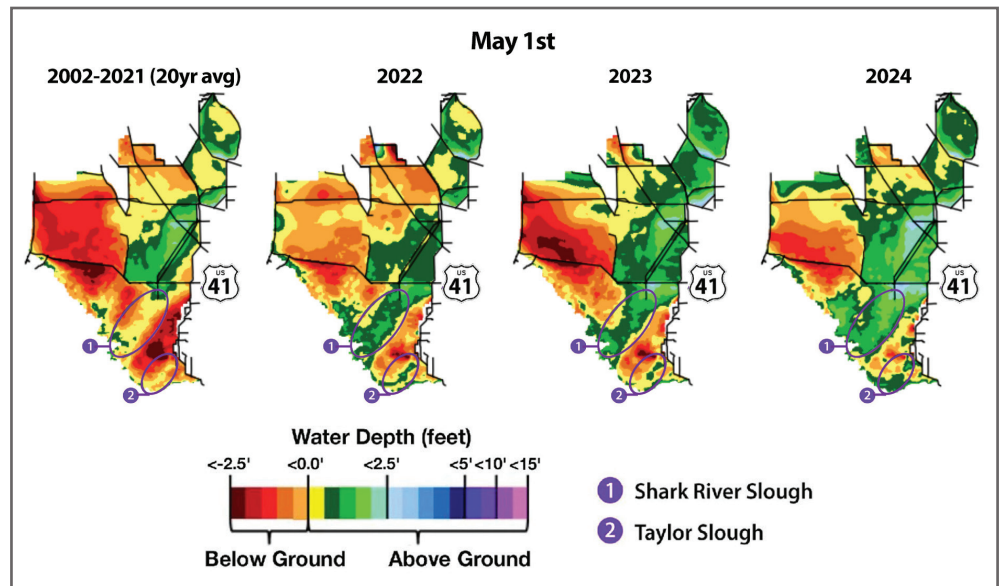 May 1st
2002-2021 (20yr avg)
2022
2023
2024
US
41
US
41
US
41
US
41
1
1
1
1
2
2
2
2
Water Depth (feet)
<-2.5' <0.0' <2.5' <5' <10' <15'
Below Ground Above Ground
1 Shark River Slough
2 Taylor Slough